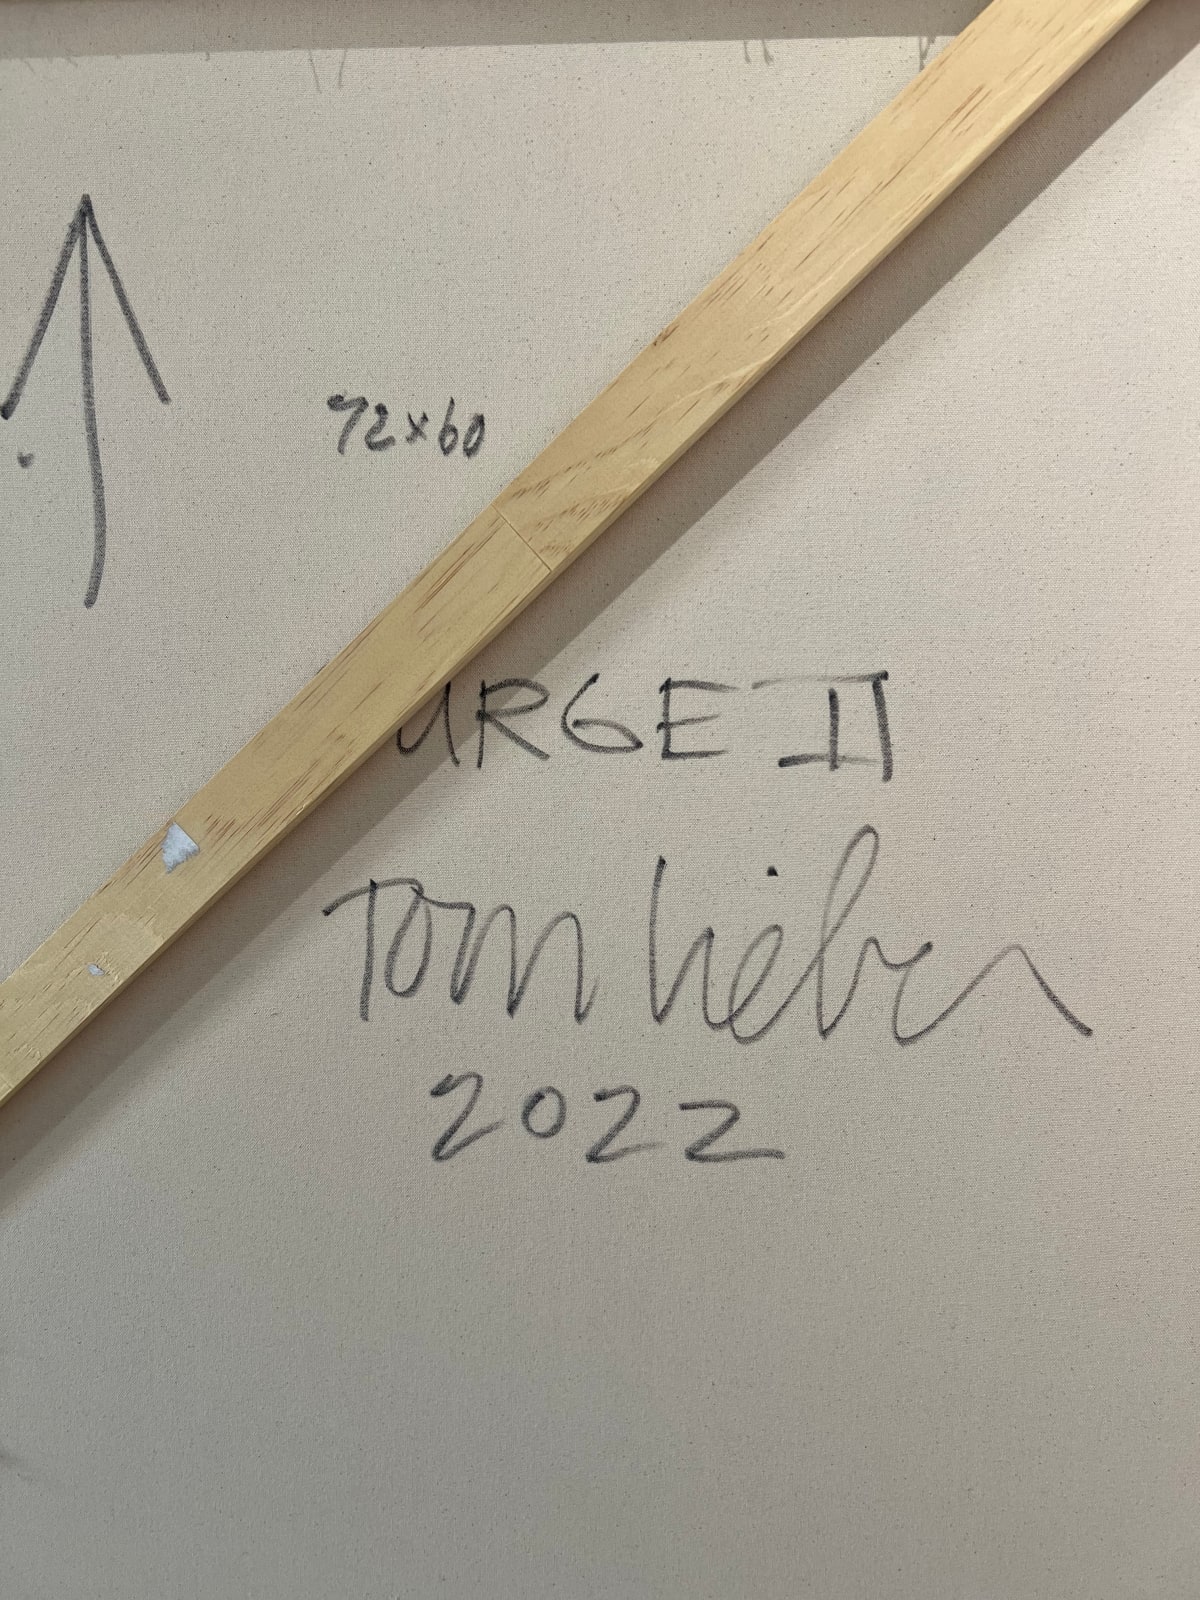 72x60
URGE II
Tom Lieber
2022